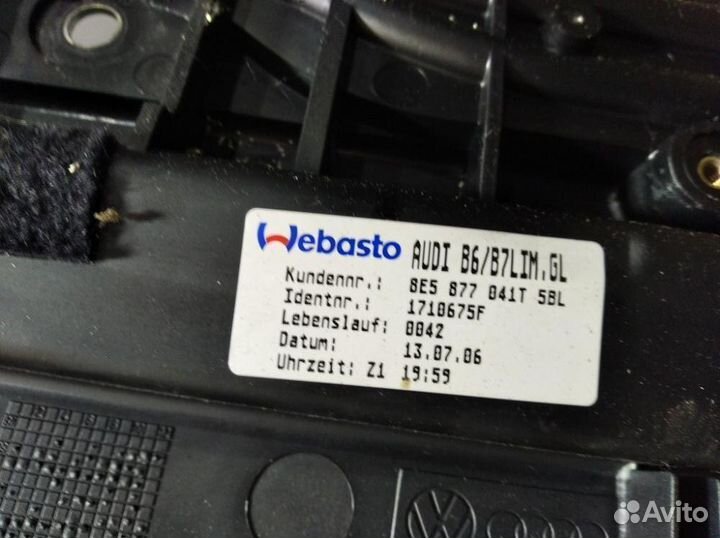 Webasto AUDI B6/B7LIM.GL
Kundennr.: 8E5 877 041T 5BL
Identnr.: 1710675F
Lebenslauf: 0042
Datum: 13.07.06
Uhrzeit: Z1 19:59
Avito